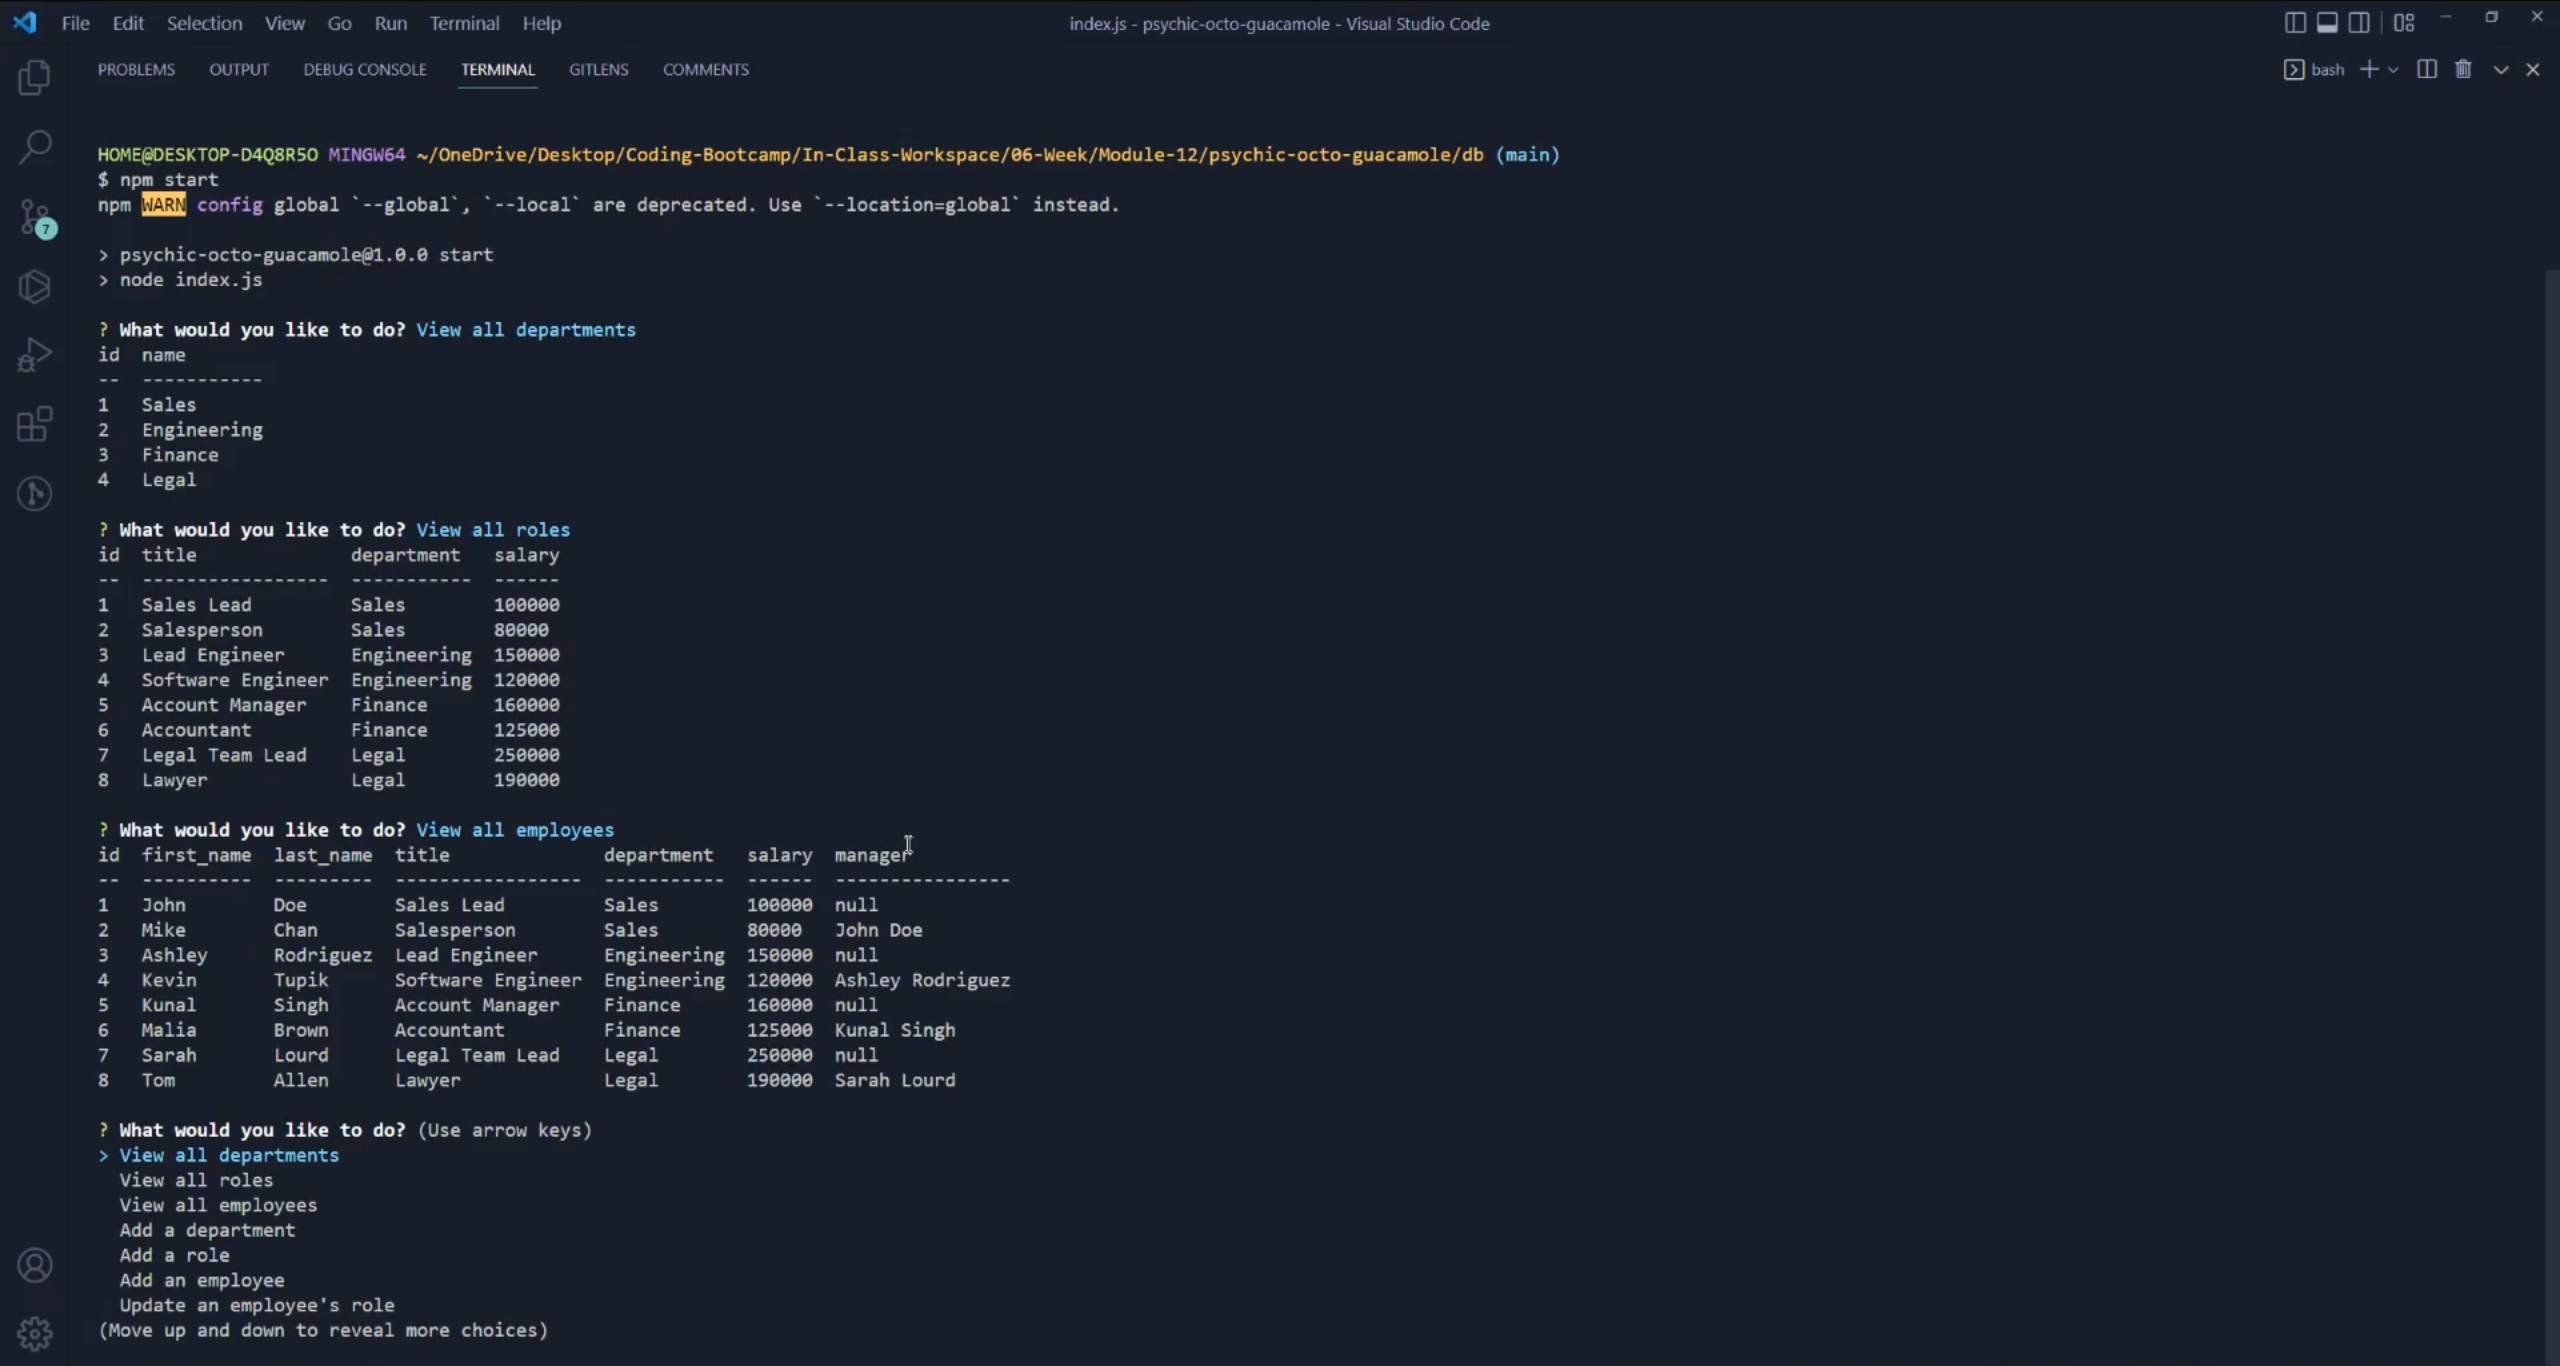 File Edit Selection View Go Run Terminal Help index.js - psychic-octo-guacamole - Visual Studio Code
PROBLEMS OUTPUT DEBUG CONSOLE TERMINAL GITLENS COMMENTS bash
7
HOME@DESKTOP-D4Q8R5O MINGW64 ~/OneDrive/Desktop/Coding-Bootcamp/In-Class-Workspace/06-Week/Module-12/psychic-octo-guacamole/db (main)
$ npm start
npm WARN config global `--global`, `--local` are deprecated. Use `--location=global` instead.
> psychic-octo-guacamole@1.0.0 start
> node index.js
? What would you like to do? View all departments
id  name
--  -----------
1   Sales
2   Engineering
3   Finance
4   Legal
? What would you like to do? View all roles
id  title              department   salary
--  -----------------  -----------  ------
1   Sales Lead         Sales        100000
2   Salesperson        Sales        80000
3   Lead Engineer      Engineering  150000
4   Software Engineer  Engineering  120000
5   Account Manager    Finance      160000
6   Accountant         Finance      125000
7   Legal Team Lead    Legal        250000
8   Lawyer             Legal        190000
? What would you like to do? View all employees
id  first_name  last_name  title              department   salary  manager
--  ----------  ---------  -----------------  -----------  ------  ----------------
1   John        Doe        Sales Lead         Sales        100000  null
2   Mike        Chan       Salesperson        Sales        80000   John Doe
3   Ashley      Rodriguez  Lead Engineer      Engineering  150000  null
4   Kevin       Tupik      Software Engineer  Engineering  120000  Ashley Rodriguez
5   Kunal       Singh      Account Manager    Finance      160000  null
6   Malia       Brown      Accountant         Finance      125000  Kunal Singh
7   Sarah       Lourd      Legal Team Lead    Legal        250000  null
8   Tom         Allen      Lawyer             Legal        190000  Sarah Lourd
? What would you like to do? (Use arrow keys)
> View all departments
View all roles
View all employees
Add a department
Add a role
Add an employee
Update an employee's role
(Move up and down to reveal more choices)